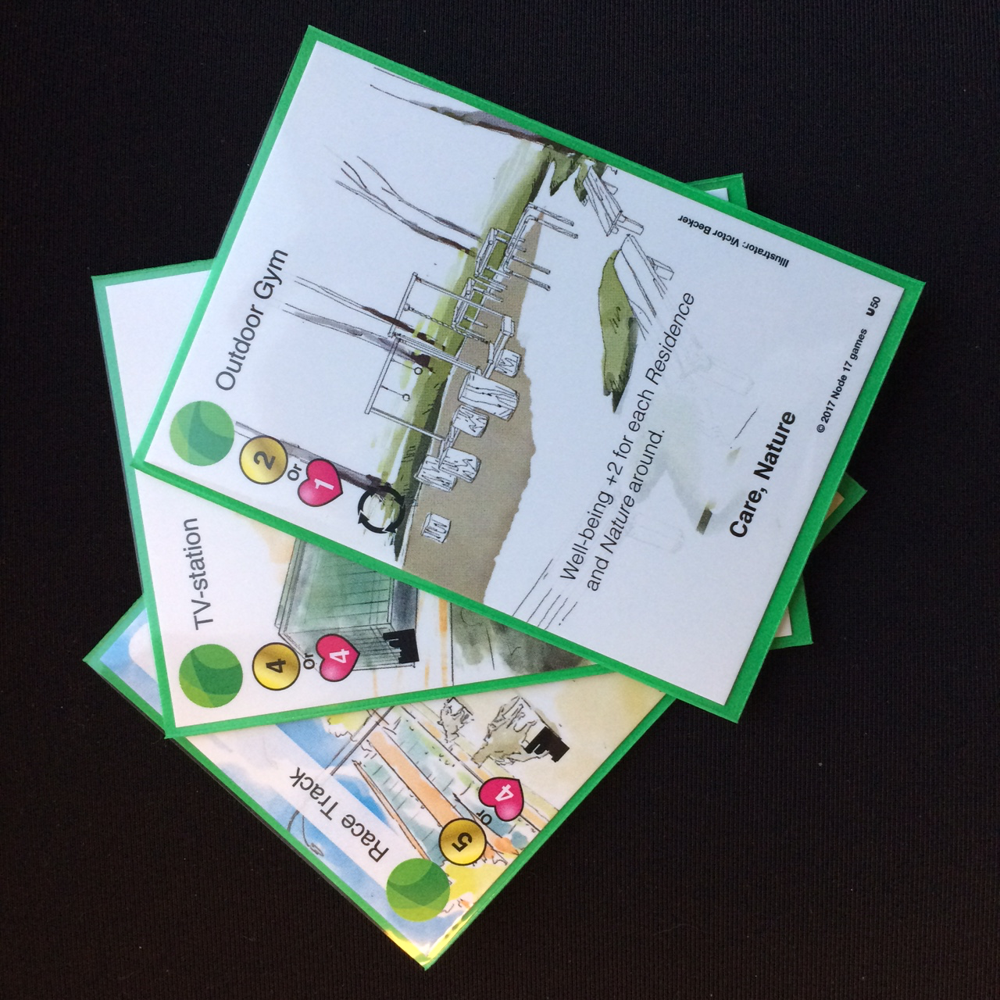 Outdoor Gym
2
or
1
Well-being +2 for each Residence
and Nature around.
Care, Nature
Illustrator: Victor Becker
© 2017 Node 17 games
U50
TV-station
4
or
4
Race Track
5
or
4